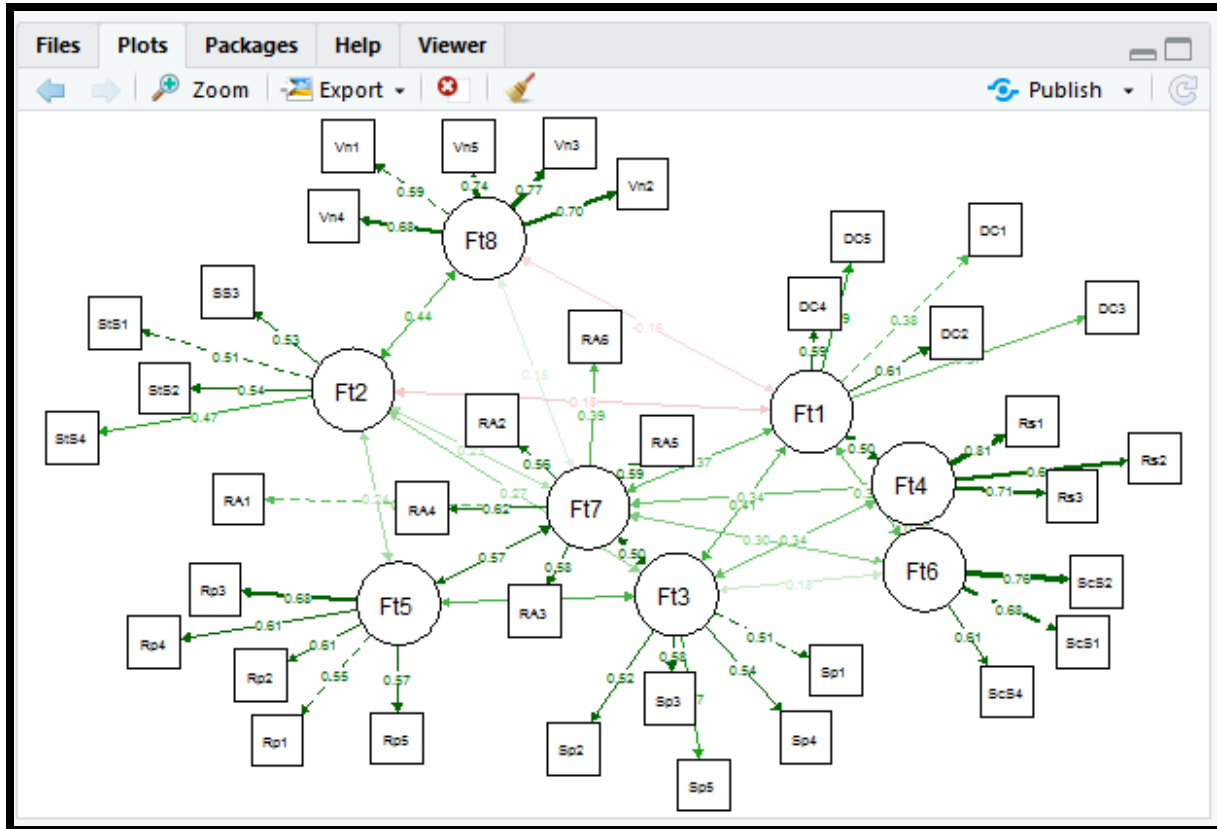 Files Plots Packages Help Viewer
Zoom Export Publish
Vn1 Vn5 Vn3
Vn4 Vn2
0.59 0.74 0.77
0.68 0.70
Ft8
DC5 DC1
SS3
StS1
DC4 DC3
0.44 -0.16
RA6 DC2
0.38
0.53
0.51
0.59
0.61
StS2 0.54
Ft2 0.15
0.18 Ft1
StS4 0.47
0.39
RA2 RA5
Rs1
0.50 0.81
Rs2
0.23 0.56 0.59
Ft4 0.71 Rs3
RA1 0.24 RA4 0.62 0.27 Ft7
0.34
0.41
0.30 0.34
0.57 0.50
Rp3 0.68 0.58
Ft5 RA3 Ft3 0.18 Ft6 0.76 ScS2
Rp4 0.61
0.68 ScS1
0.61 0.51
0.61
Rp2 0.55 0.57
0.52 0.58 0.54 Sp1
ScS4
Sp3
Rp1 Rp5 Sp2 Sp4
Sp5